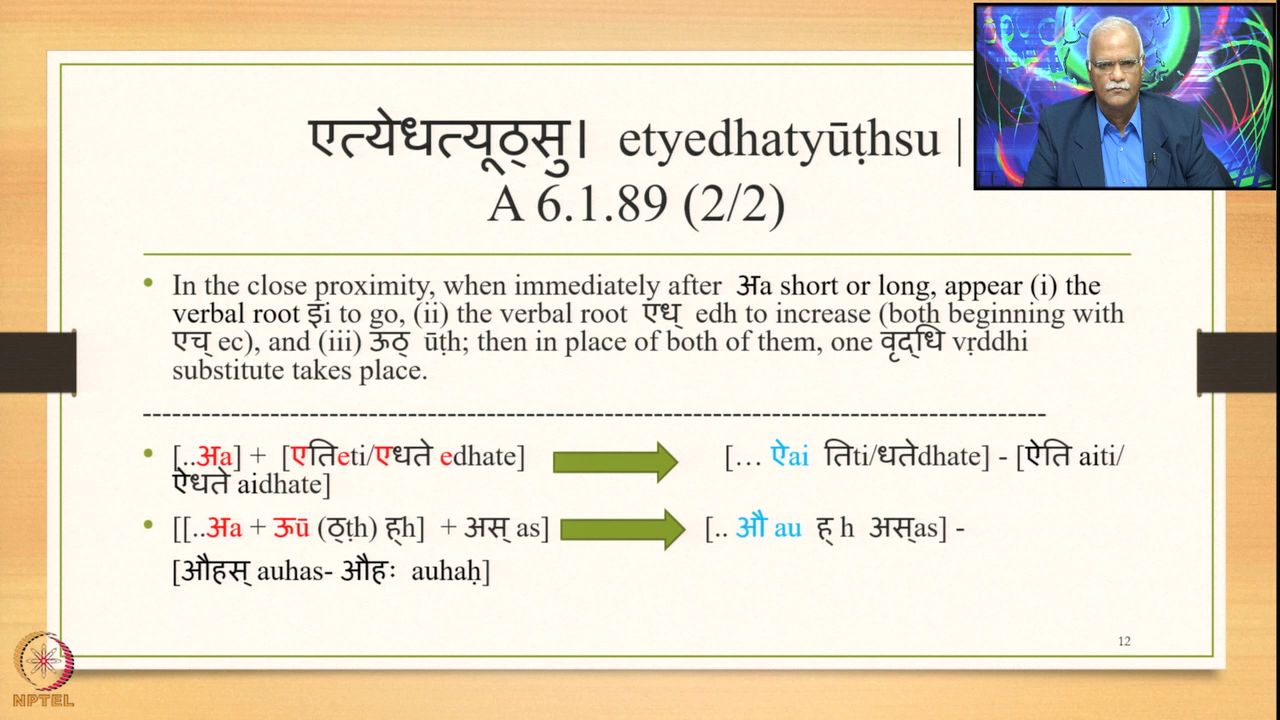 एत्येधत्यूठ्सु। etyedhatyūṭhsu |
A 6.1.89 (2/2)
• In the close proximity, when immediately after अa short or long, appear (i) the
verbal root इi to go, (ii) the verbal root एध् edh to increase (both beginning with
एच् ec), and (iii) ऊठ् ūṭh; then in place of both of them, one वृद्धि vṛddhi
substitute takes place.
--------------------------------------------------------------------------------------------
• [..अa] + [एतिeti/एधते edhate] [… ऐai तिti/धतेdhate] - [ऐति aiti/
ऐधते aidhate]
• [[..अa + ऊū (ठ्ṭh) ह्h] + अस् as] [.. औ au ह् h अस्as] -
[औहस् auhas- औहः auhaḥ]
12
NPTEL